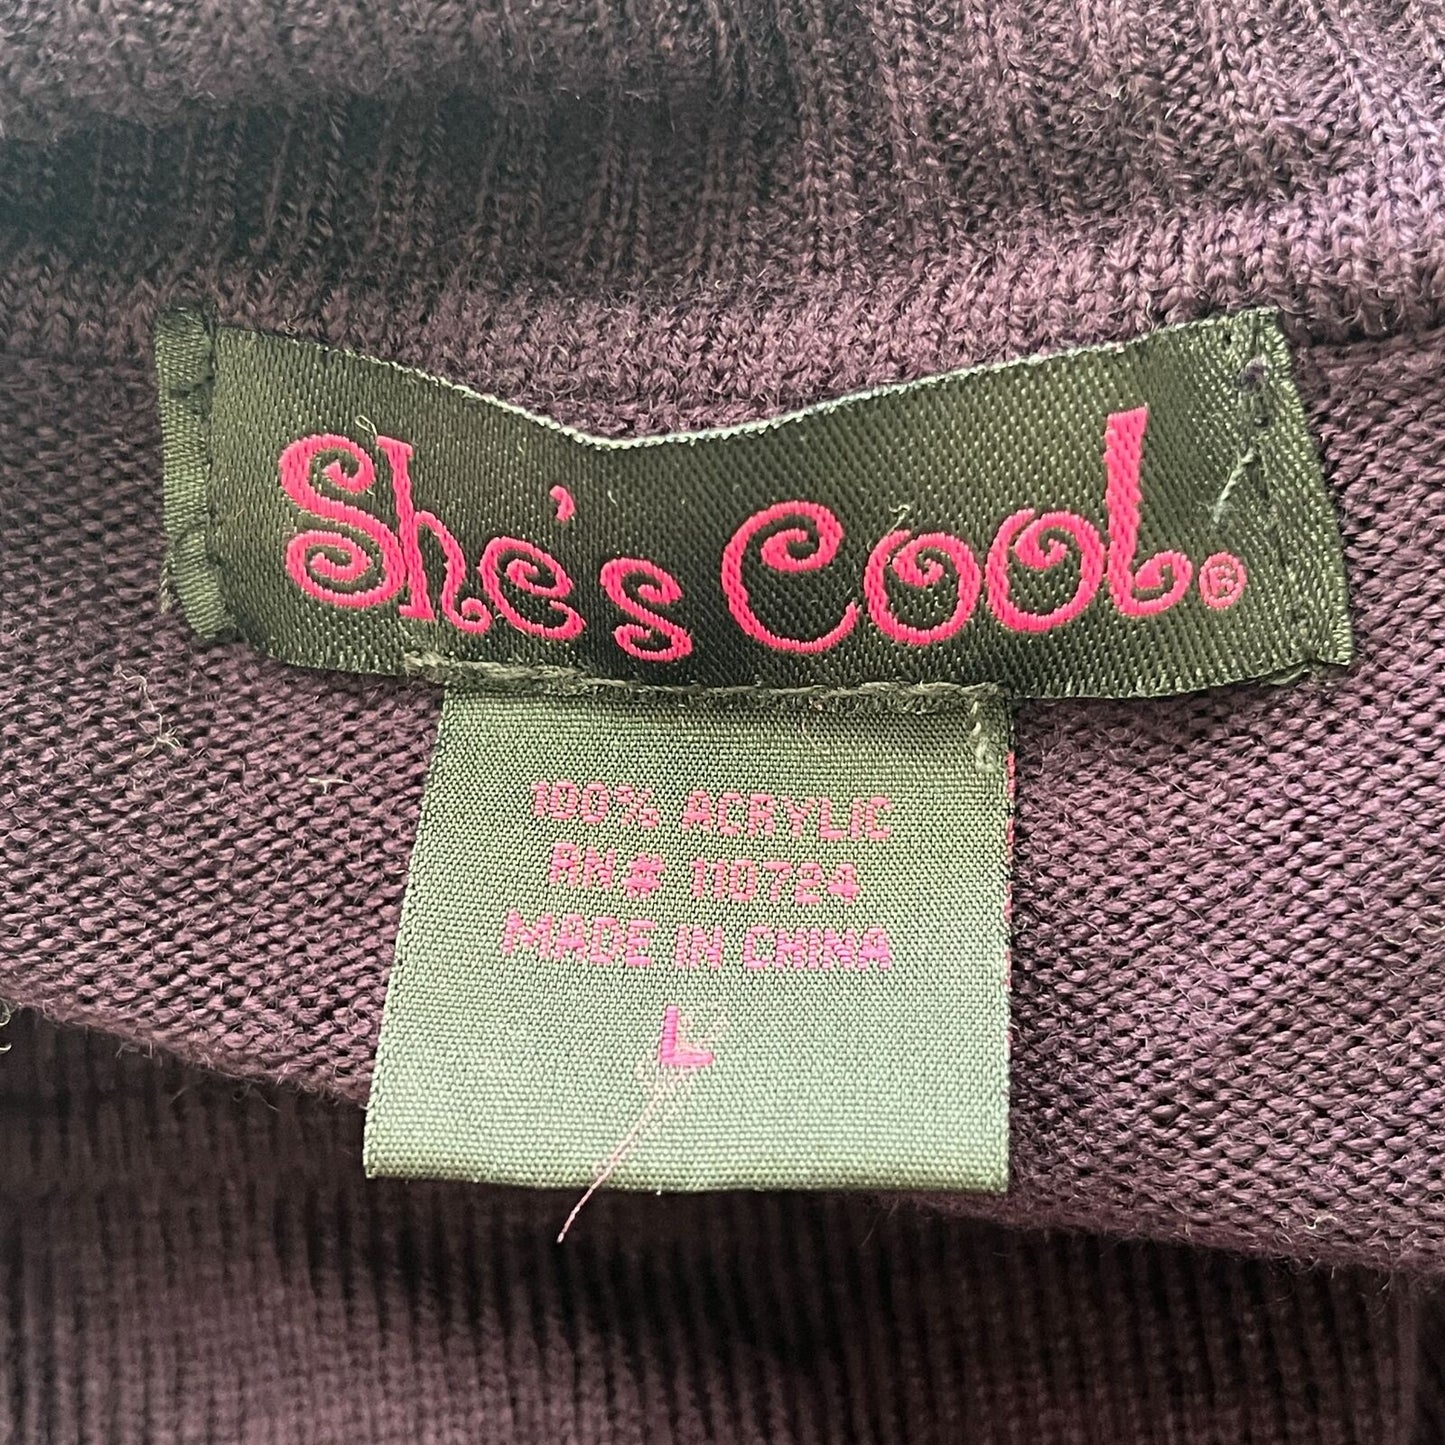 She's Cool®
100% ACRYLIC
RN# 110724
MADE IN CHINA
L